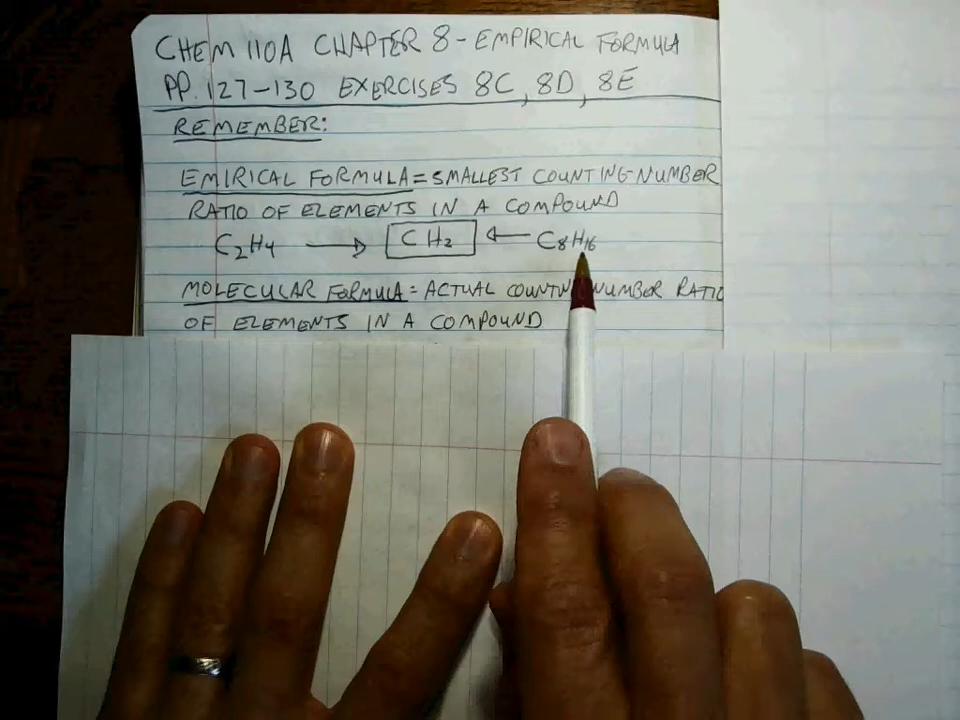 CHEM 110A CHAPTER 8 - EMPIRICAL FORMULA
PP. 127-130 EXERCISES 8C, 8D, 8E
REMEMBER:
EMIRICAL FORMULA = SMALLEST COUNTING NUMBER
RATIO OF ELEMENTS IN A COMPOUND
C₂H₄ → CH₂ ← C₈H₁₆
MOLECULAR FORMULA = ACTUAL NUMBER RATIO
OF ELEMENTS IN A COMPOUND